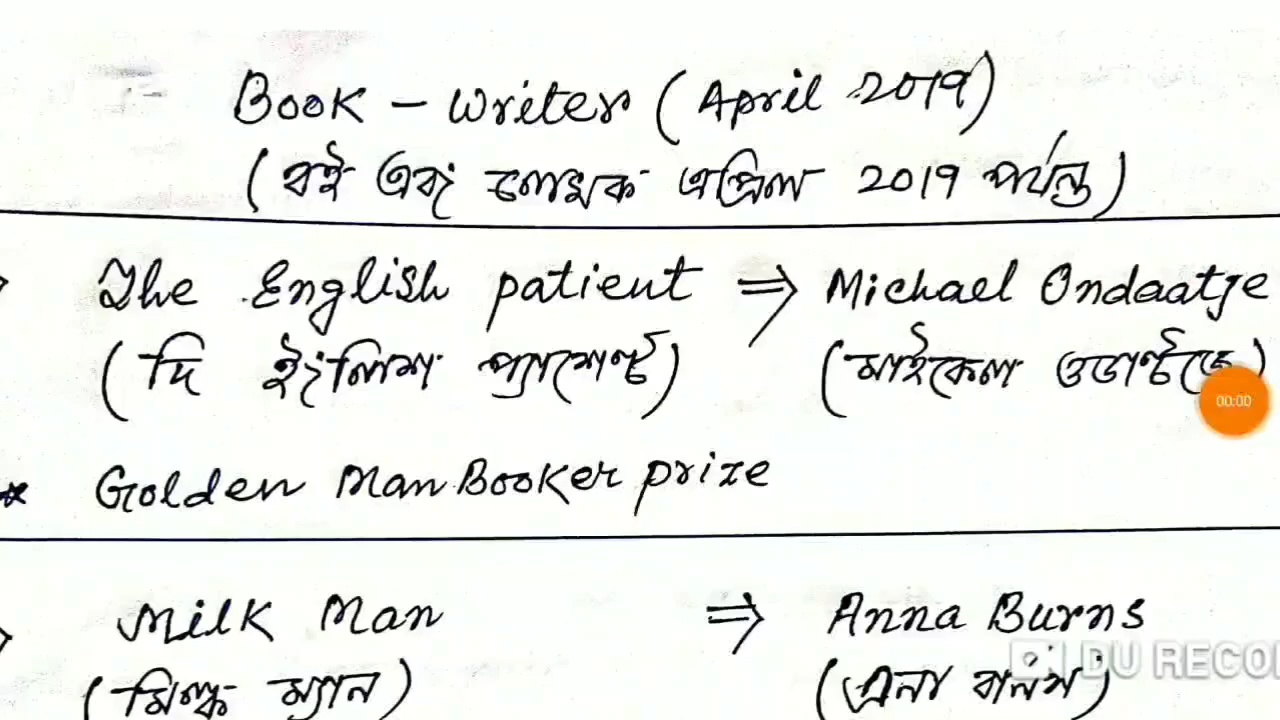 Book - Writer (April 2019)
(বই এবং লেখক এপ্রিল 2019 পর্যন্ত)
The English patient ⇒ Michael Ondaatje
(দি ইংলিশ প্যাশেন্ট) (মাইকেল ওডান্টজে)
00:00
* Golden Man Booker prize
Milk Man ⇒ Anna Burns
DU RECO
(মিল্ক ম্যান) (এনা বার্নস)